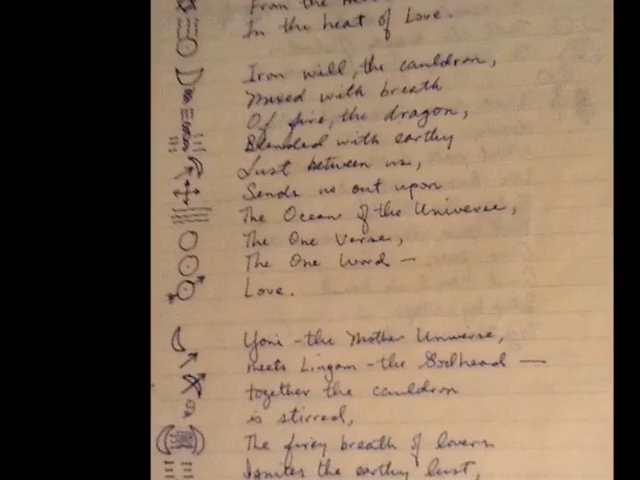 From the
In the heat of Love.
Iron will, the cauldron,
Mixed with breath
Of fire, the dragon,
Blended with earthy
Lust between us,
Sends us out upon
The Ocean of the Universe,
The One Verse,
The One Word —
Love.
Yoni - the Mother Universe,
meets Lingam - the Godhead —
together the cauldron
is stirred,
The firey breath of lovers
Ignites the earthy lust,